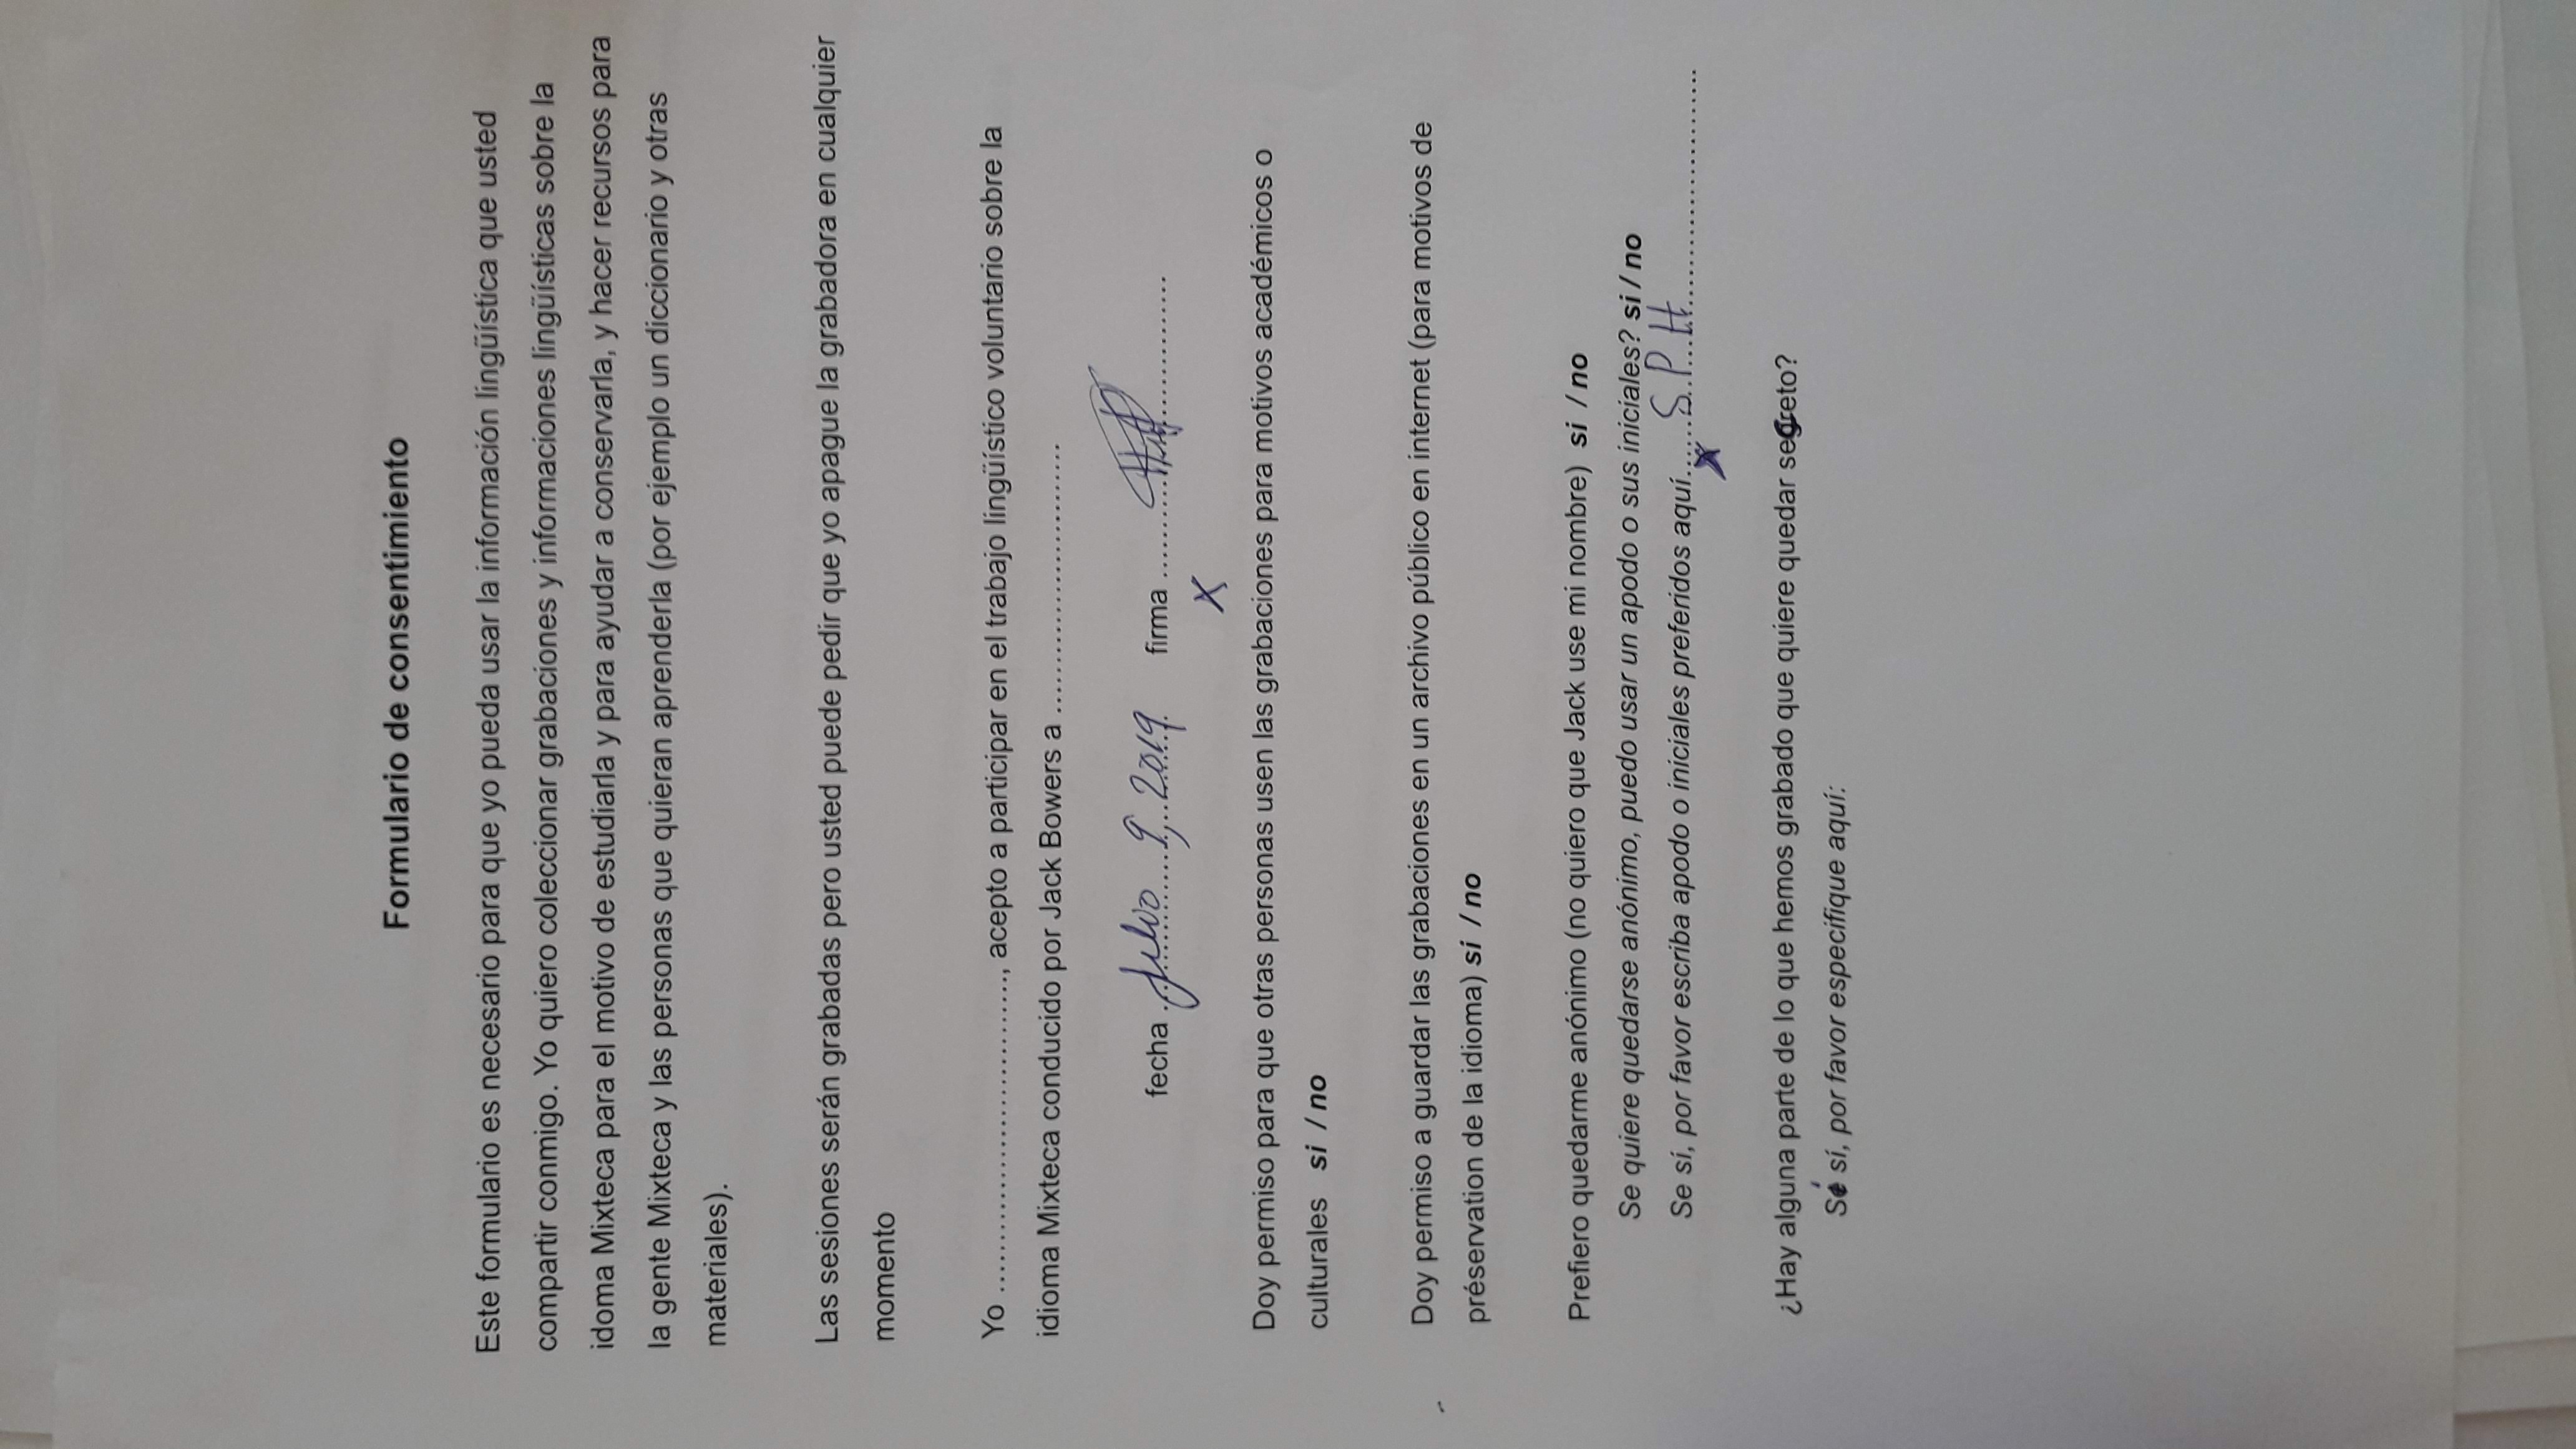 Formulario de consentimiento
Este formulario es necesario para que yo pueda usar la información lingüística que usted
compartir conmigo. Yo quiero coleccionar grabaciones y informaciones lingüísticas sobre la
idoma Mixteca para el motivo de estudiarla y para ayudar a conservarla, y hacer recursos para
la gente Mixteca y las personas que quieran aprenderla (por ejemplo un diccionario y otras
materiales).
Las sesiones serán grabadas pero usted puede pedir que yo apague la grabadora en cualquier
momento
Yo ................................., acepto a participar en el trabajo lingüístico voluntario sobre la
idioma Mixteca conducido por Jack Bowers a ..............................
fecha Julio 9, 2019 firma ..............................
X
Doy permiso para que otras personas usen las grabaciones para motivos académicos o
culturales si / no
Doy permiso a guardar las grabaciones en un archivo público en internet (para motivos de
préservation de la idioma) si / no
Prefiero quedarme anónimo (no quiero que Jack use mi nombre) si / no
Se quiere quedarse anónimo, puedo usar un apodo o sus iniciales? si / no
Se sí, por favor escriba apodo o iniciales preferidos aquí..... S.P.H..............................
X
¿Hay alguna parte de lo que hemos grabado que quiere quedar secreto?
Sí sí, por favor especifique aquí: